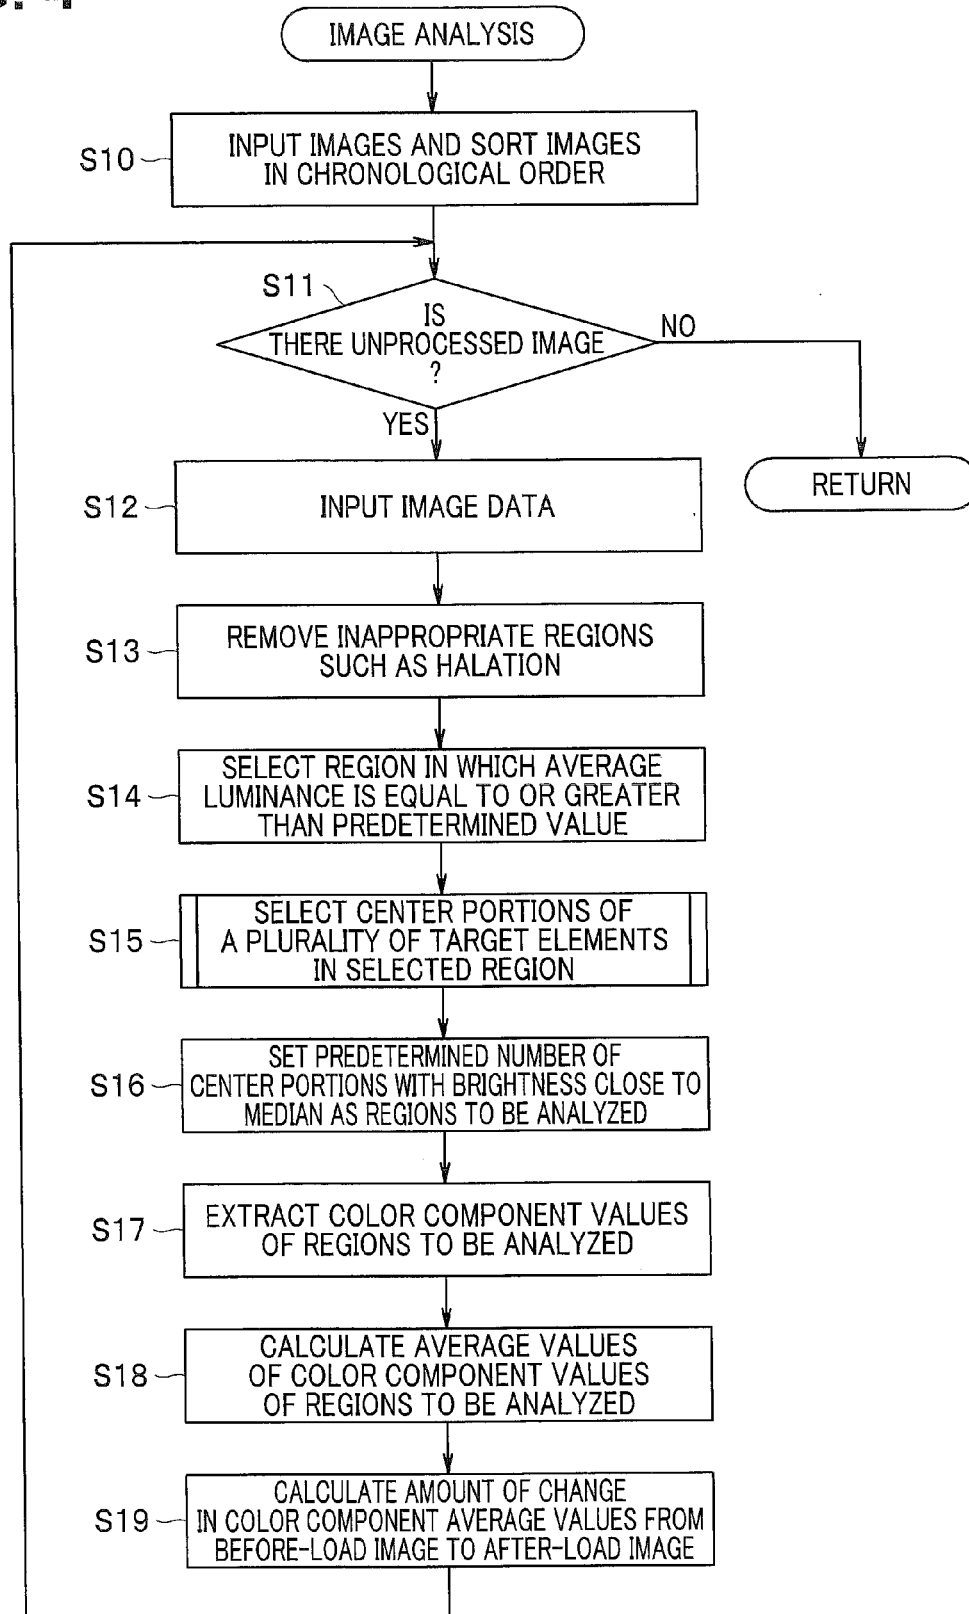 IMAGE ANALYSIS
S10
INPUT IMAGES AND SORT IMAGES
IN CHRONOLOGICAL ORDER
S11
IS
THERE UNPROCESSED IMAGE
?
NO
YES
RETURN
S12
INPUT IMAGE DATA
S13
REMOVE INAPPROPRIATE REGIONS
SUCH AS HALATION
S14
SELECT REGION IN WHICH AVERAGE
LUMINANCE IS EQUAL TO OR GREATER
THAN PREDETERMINED VALUE
S15
SELECT CENTER PORTIONS OF
A PLURALITY OF TARGET ELEMENTS
IN SELECTED REGION
S16
SET PREDETERMINED NUMBER OF
CENTER PORTIONS WITH BRIGHTNESS CLOSE TO
MEDIAN AS REGIONS TO BE ANALYZED
S17
EXTRACT COLOR COMPONENT VALUES
OF REGIONS TO BE ANALYZED
S18
CALCULATE AVERAGE VALUES
OF COLOR COMPONENT VALUES
OF REGIONS TO BE ANALYZED
S19
CALCULATE AMOUNT OF CHANGE
IN COLOR COMPONENT AVERAGE VALUES FROM
BEFORE-LOAD IMAGE TO AFTER-LOAD IMAGE